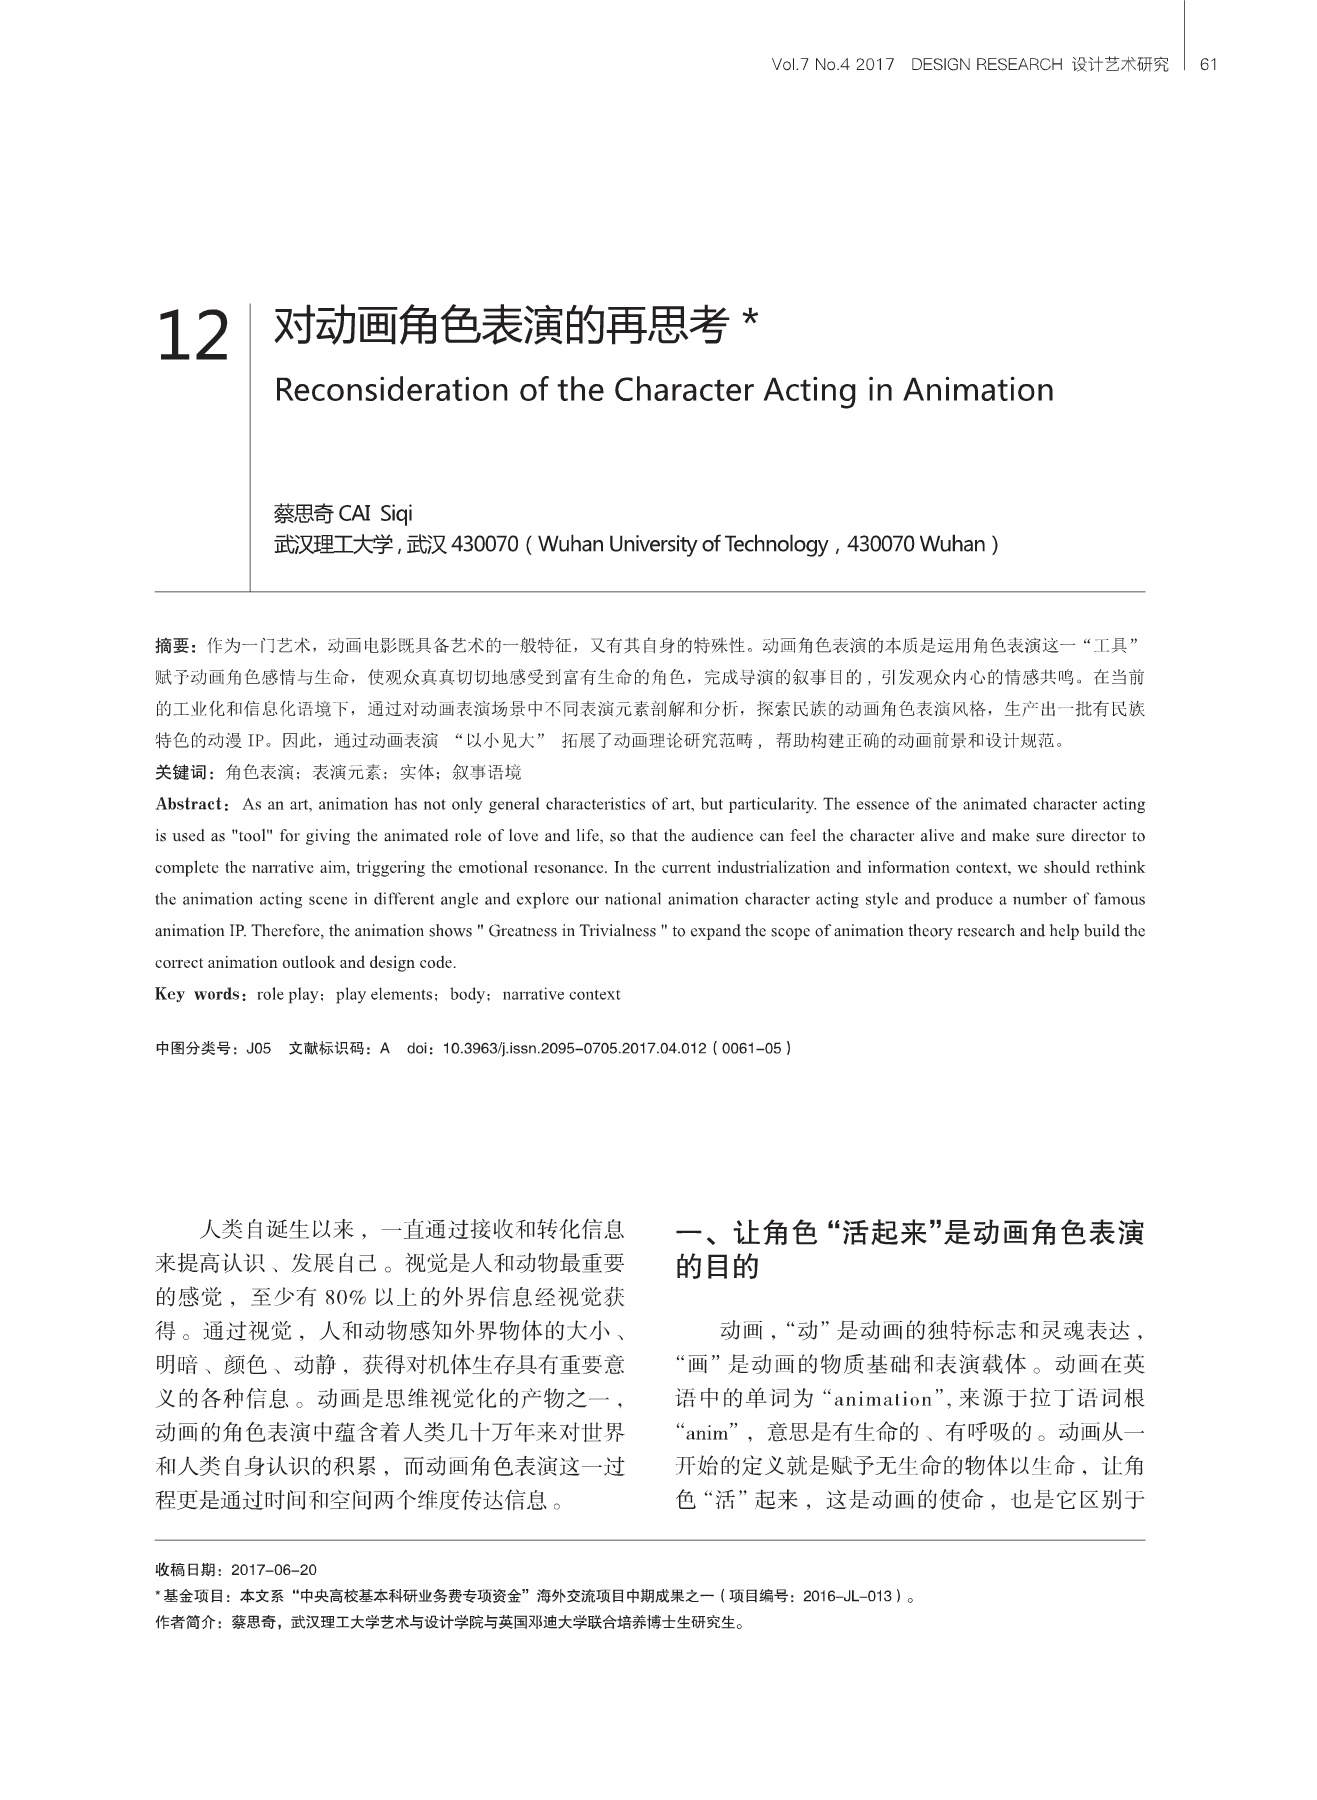 Vol.7 No.4 2017 DESIGN RESEARCH 设计艺术研究 61
12
对动画角色表演的再思考 *
Reconsideration of the Character Acting in Animation
蔡思奇 CAI Siqi
武汉理工大学 , 武汉 430070（Wuhan University of Technology，430070 Wuhan）
摘要：作为一门艺术，动画电影既具备艺术的一般特征，又有其自身的特殊性。动画角色表演的本质是运用角色表演这一“工具”
赋予动画角色感情与生命，使观众真真切切地感受到富有生命的角色，完成导演的叙事目的 , 引发观众内心的情感共鸣。在当前
的工业化和信息化语境下，通过对动画表演场景中不同表演元素剖解和分析，探索民族的动画角色表演风格，生产出一批有民族
特色的动漫 IP。因此，通过动画表演 “以小见大” 拓展了动画理论研究范畴 , 帮助构建正确的动画前景和设计规范。
关键词：角色表演；表演元素；实体；叙事语境
Abstract：As an art, animation has not only general characteristics of art, but particularity. The essence of the animated character acting
is used as "tool" for giving the animated role of love and life, so that the audience can feel the character alive and make sure director to
complete the narrative aim, triggering the emotional resonance. In the current industrialization and information context, we should rethink
the animation acting scene in different angle and explore our national animation character acting style and produce a number of famous
animation IP. Therefore, the animation shows " Greatness in Trivialness " to expand the scope of animation theory research and help build the
correct animation outlook and design code.
Key words：role play；play elements；body；narrative context
中图分类号：J05 文献标识码：A doi：10.3963/j.issn.2095-0705.2017.04.012（0061-05）
人类自诞生以来，一直通过接收和转化信息
来提高认识、发展自己。视觉是人和动物最重要
的感觉，至少有 80% 以上的外界信息经视觉获
得。通过视觉，人和动物感知外界物体的大小、
明暗、颜色、动静，获得对机体生存具有重要意
义的各种信息。动画是思维视觉化的产物之一，
动画的角色表演中蕴含着人类几十万年来对世界
和人类自身认识的积累，而动画角色表演这一过
程更是通过时间和空间两个维度传达信息。
一、让角色“活起来”是动画角色表演
的目的
动画，“动”是动画的独特标志和灵魂表达，
“画”是动画的物质基础和表演载体。动画在英
语中的单词为“animation”, 来源于拉丁语词根
“anim”，意思是有生命的、有呼吸的。动画从一
开始的定义就是赋予无生命的物体以生命，让角
色“活”起来，这是动画的使命，也是它区别于
收稿日期：2017-06-20
* 基金项目：本文系“中央高校基本科研业务费专项资金”海外交流项目中期成果之一（项目编号：2016-JL-013）。
作者简介：蔡思奇，武汉理工大学艺术与设计学院与英国邓迪大学联合培养博士生研究生。